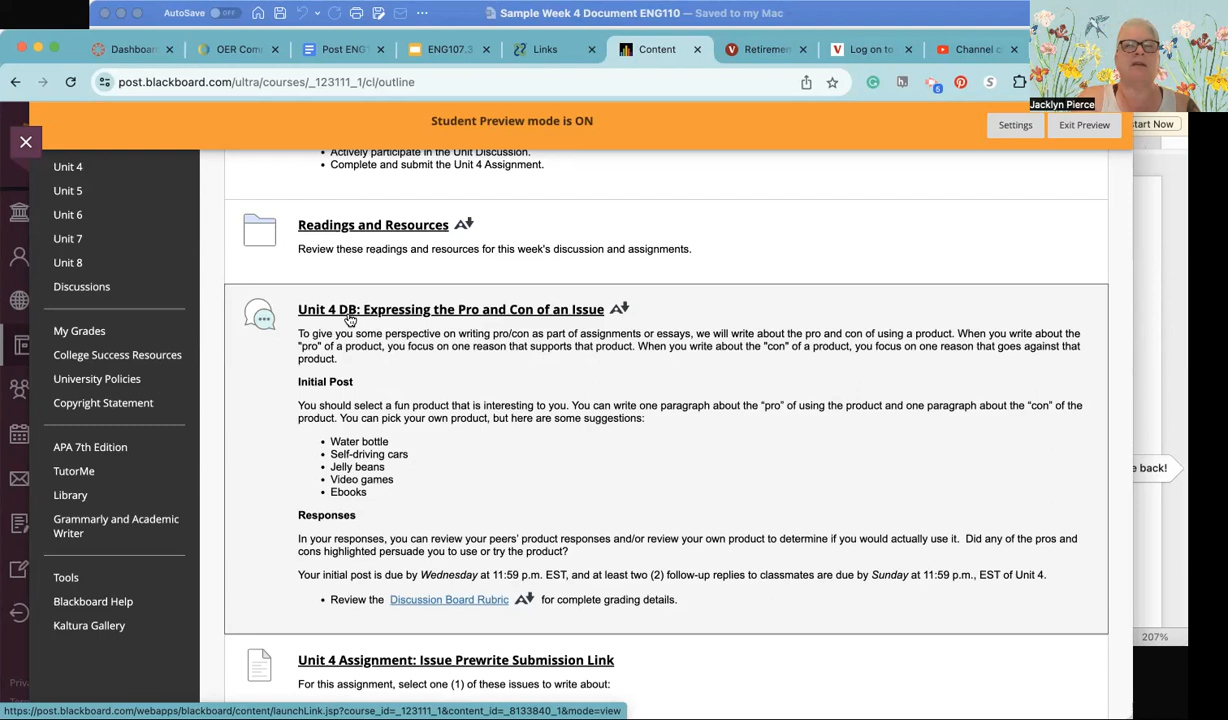 AutoSave OFF
Sample Week 4 Document ENG110 — Saved to my Mac
Dashboard
OER Com
Post ENG1
ENG107.3
Links
Content
Retiremen
Log on to
Channel c
post.blackboard.com/ultra/courses/_123111_1/cl/outline
6
Jacklyn Pierce
start Now
Student Preview mode is ON
Settings
Exit Preview
Unit 4
Unit 5
Unit 6
Unit 7
Unit 8
Discussions
My Grades
College Success Resources
University Policies
Copyright Statement
APA 7th Edition
TutorMe
Library
Grammarly and Academic
Writer
Tools
Blackboard Help
Kaltura Gallery
Priv
• Actively participate in the Unit Discussion.
• Complete and submit the Unit 4 Assignment.
Readings and Resources
Review these readings and resources for this week's discussion and assignments.
Unit 4 DB: Expressing the Pro and Con of an Issue
To give you some perspective on writing pro/con as part of assignments or essays, we will write about the pro and con of using a product. When you write about the
"pro" of a product, you focus on one reason that supports that product. When you write about the "con" of a product, you focus on one reason that goes against that
product.
Initial Post
You should select a fun product that is interesting to you. You can write one paragraph about the “pro” of using the product and one paragraph about the “con” of the
product. You can pick your own product, but here are some suggestions:
• Water bottle
• Self-driving cars
• Jelly beans
• Video games
• Ebooks
Responses
In your responses, you can review your peers’ product responses and/or review your own product to determine if you would actually use it. Did any of the pros and
cons highlighted persuade you to use or try the product?
Your initial post is due by Wednesday at 11:59 p.m. EST, and at least two (2) follow-up replies to classmates are due by Sunday at 11:59 p.m., EST of Unit 4.
• Review the Discussion Board Rubric for complete grading details.
Unit 4 Assignment: Issue Prewrite Submission Link
For this assignment, select one (1) of these issues to write about:
e back!
207%
https://post.blackboard.com/webapps/blackboard/content/launchLink.jsp?course_id=_123111_1&content_id=_8133840_1&mode=view